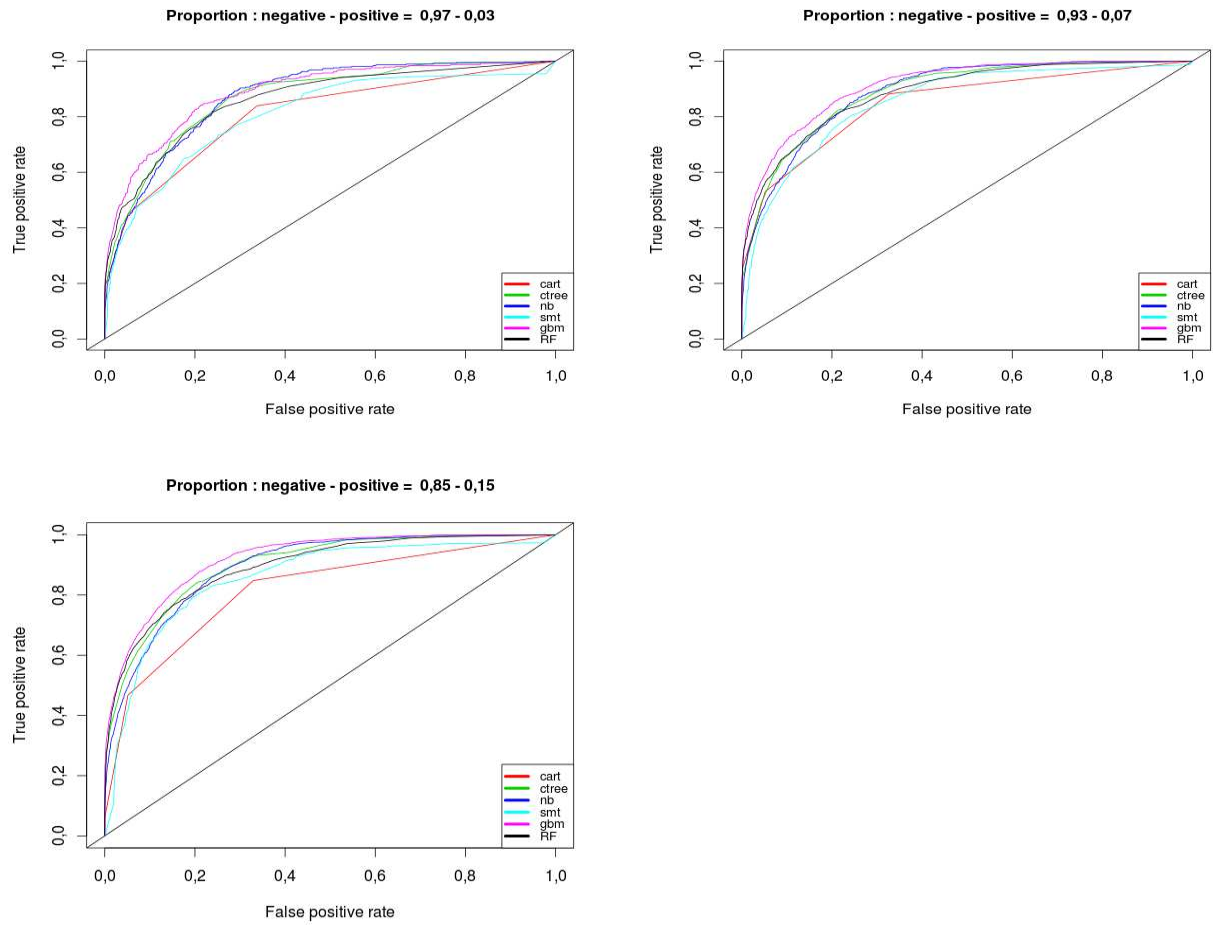 Proportion : negative - positive = 0,97 - 0,03
True positive rate
1,0
0,8
0,6
0,4
0,2
0,0
cart
ctree
nb
smt
gbm
RF
0,0 0,2 0,4 0,6 0,8 1,0
False positive rate
Proportion : negative - positive = 0,93 - 0,07
True positive rate
1,0
0,8
0,6
0,4
0,2
0,0
cart
ctree
nb
smt
gbm
RF
0,0 0,2 0,4 0,6 0,8 1,0
False positive rate
Proportion : negative - positive = 0,85 - 0,15
True positive rate
1,0
0,8
0,6
0,4
0,2
0,0
cart
ctree
nb
smt
gbm
RF
0,0 0,2 0,4 0,6 0,8 1,0
False positive rate